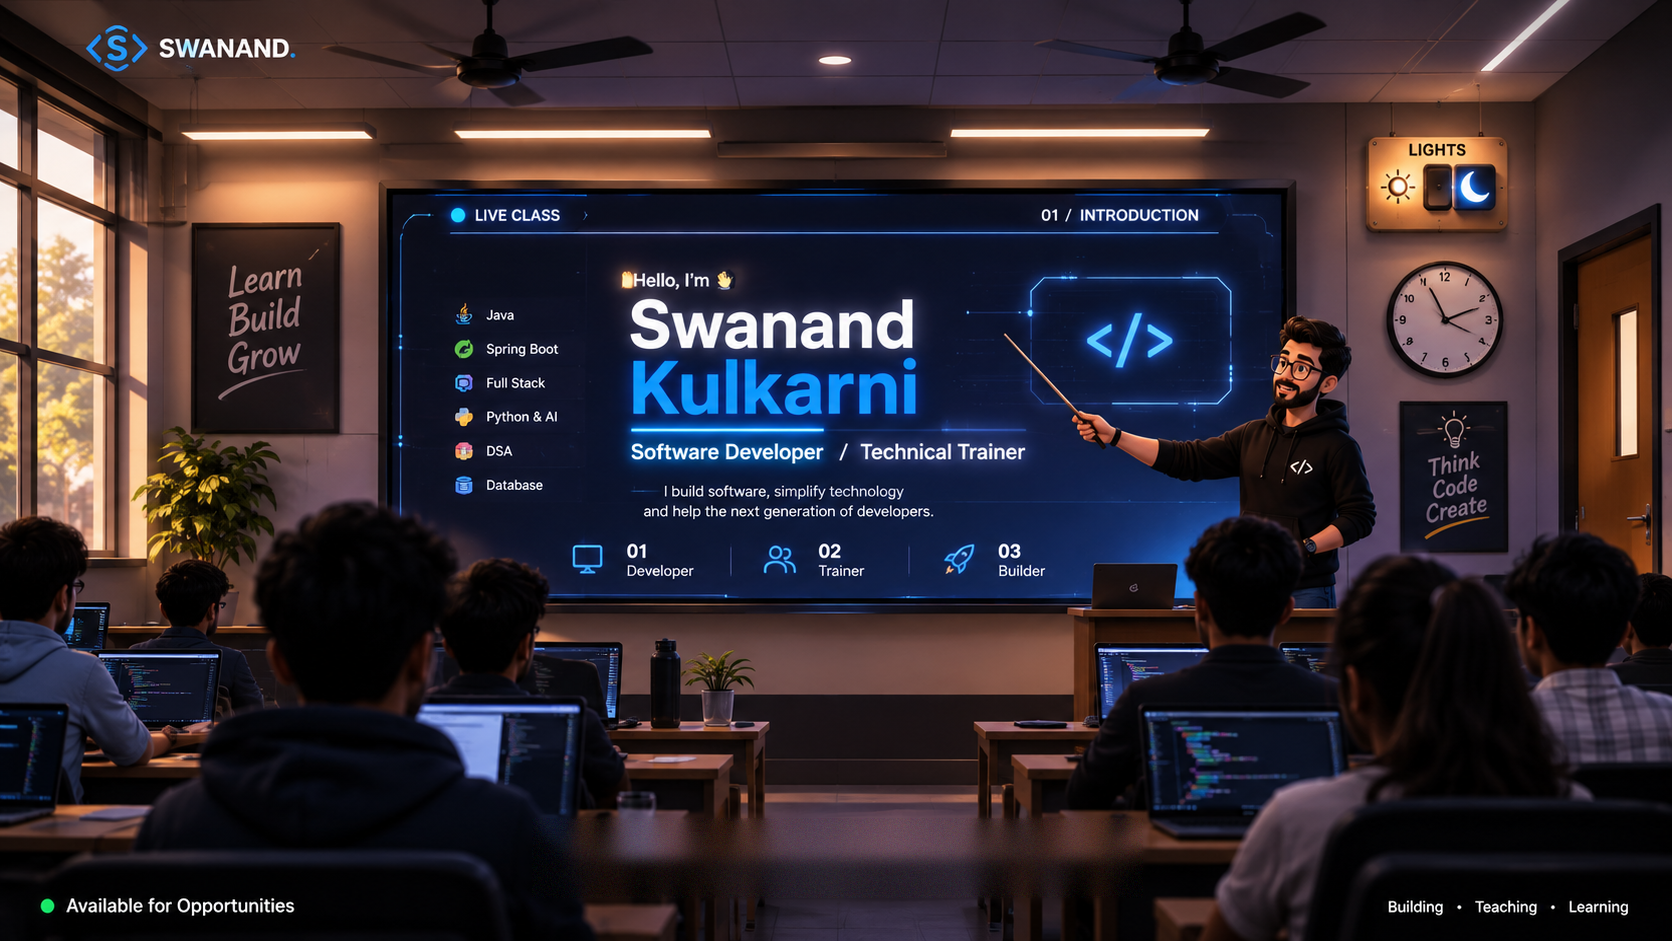 SWANAND.
LIGHTS
LIVE CLASS
01 / INTRODUCTION
Learn
Build
Grow
Java
Spring Boot
Full Stack
Python & AI
DSA
Database
Hello, I'm 👋
Swanand
Kulkarni
Software Developer / Technical Trainer
I build software, simplify technology
and help the next generation of developers.
01
Developer
02
Trainer
03
Builder
</>
</>
Think
Code
Create
Available for Opportunities
Building • Teaching • Learning